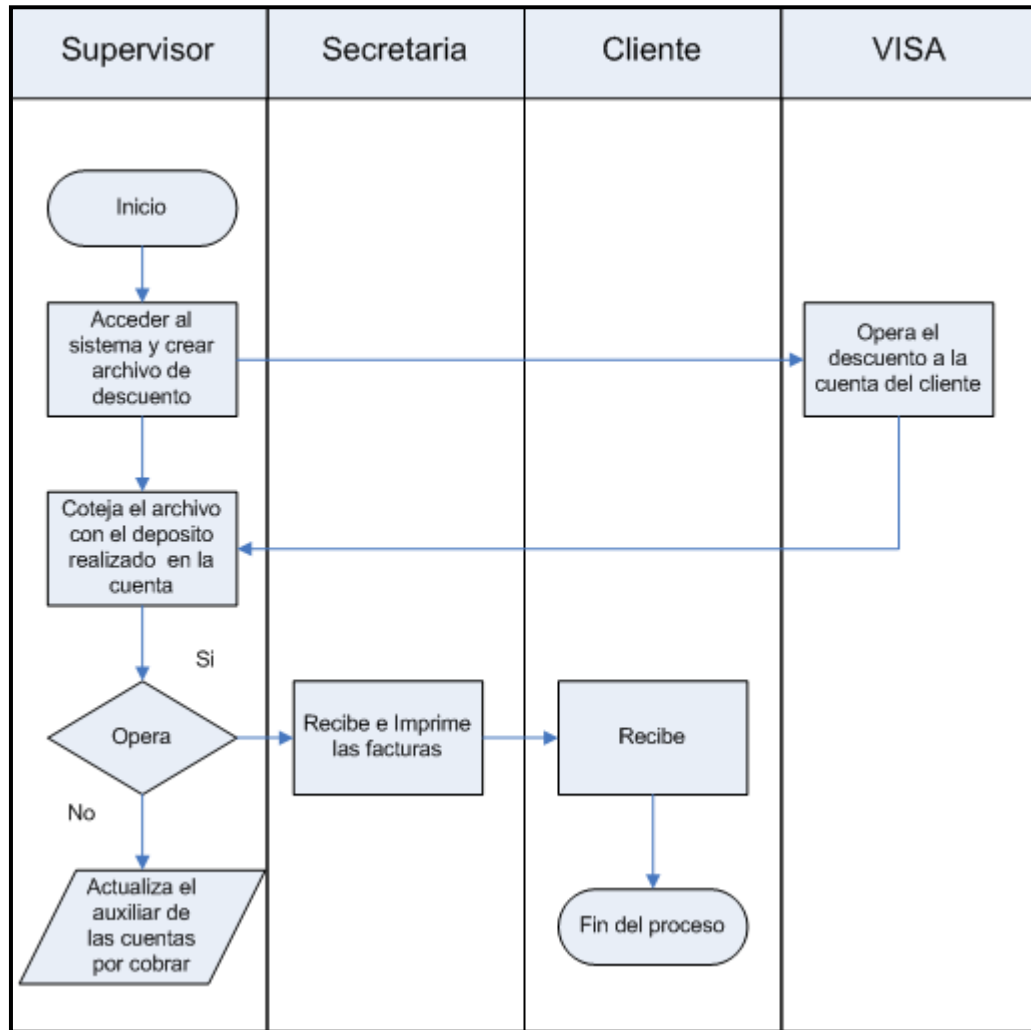 Supervisor
Secretaria
Cliente
VISA
Inicio
Acceder al
sistema y crear
archivo de
descuento
Opera el
descuento a la
cuenta del cliente
Coteja el archivo
con el deposito
realizado en la
cuenta
Si
Opera
Recibe e Imprime
las facturas
Recibe
No
Actualiza el
auxiliar de
las cuentas
por cobrar
Fin del proceso